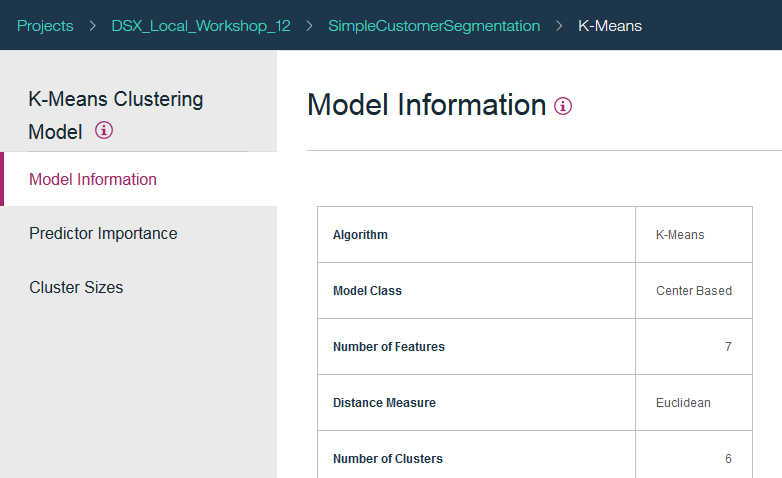 Projects > DSX_Local_Workshop_12 > SimpleCustomerSegmentation > K-Means
K-Means Clustering
Model
Model Information
Predictor Importance
Cluster Sizes
Model Information
Algorithm K-Means
Model Class Center Based
Number of Features 7
Distance Measure Euclidean
Number of Clusters 6